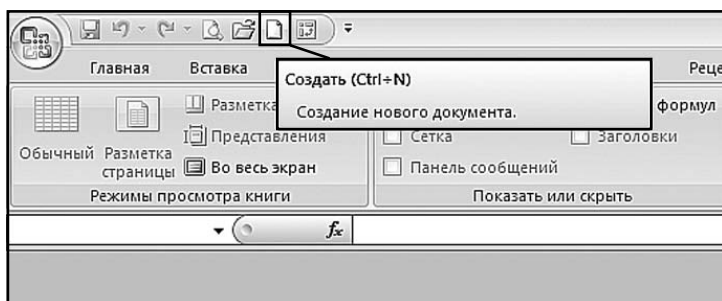 Главная Вставка Реце
Создать (Ctrl+N)
Создание нового документа.
Разметка формул
Представления Сетка Заголовки
Обычный Разметка страницы Во весь экран Панель сообщений
Режимы просмотра книги Показать или скрыть
fx